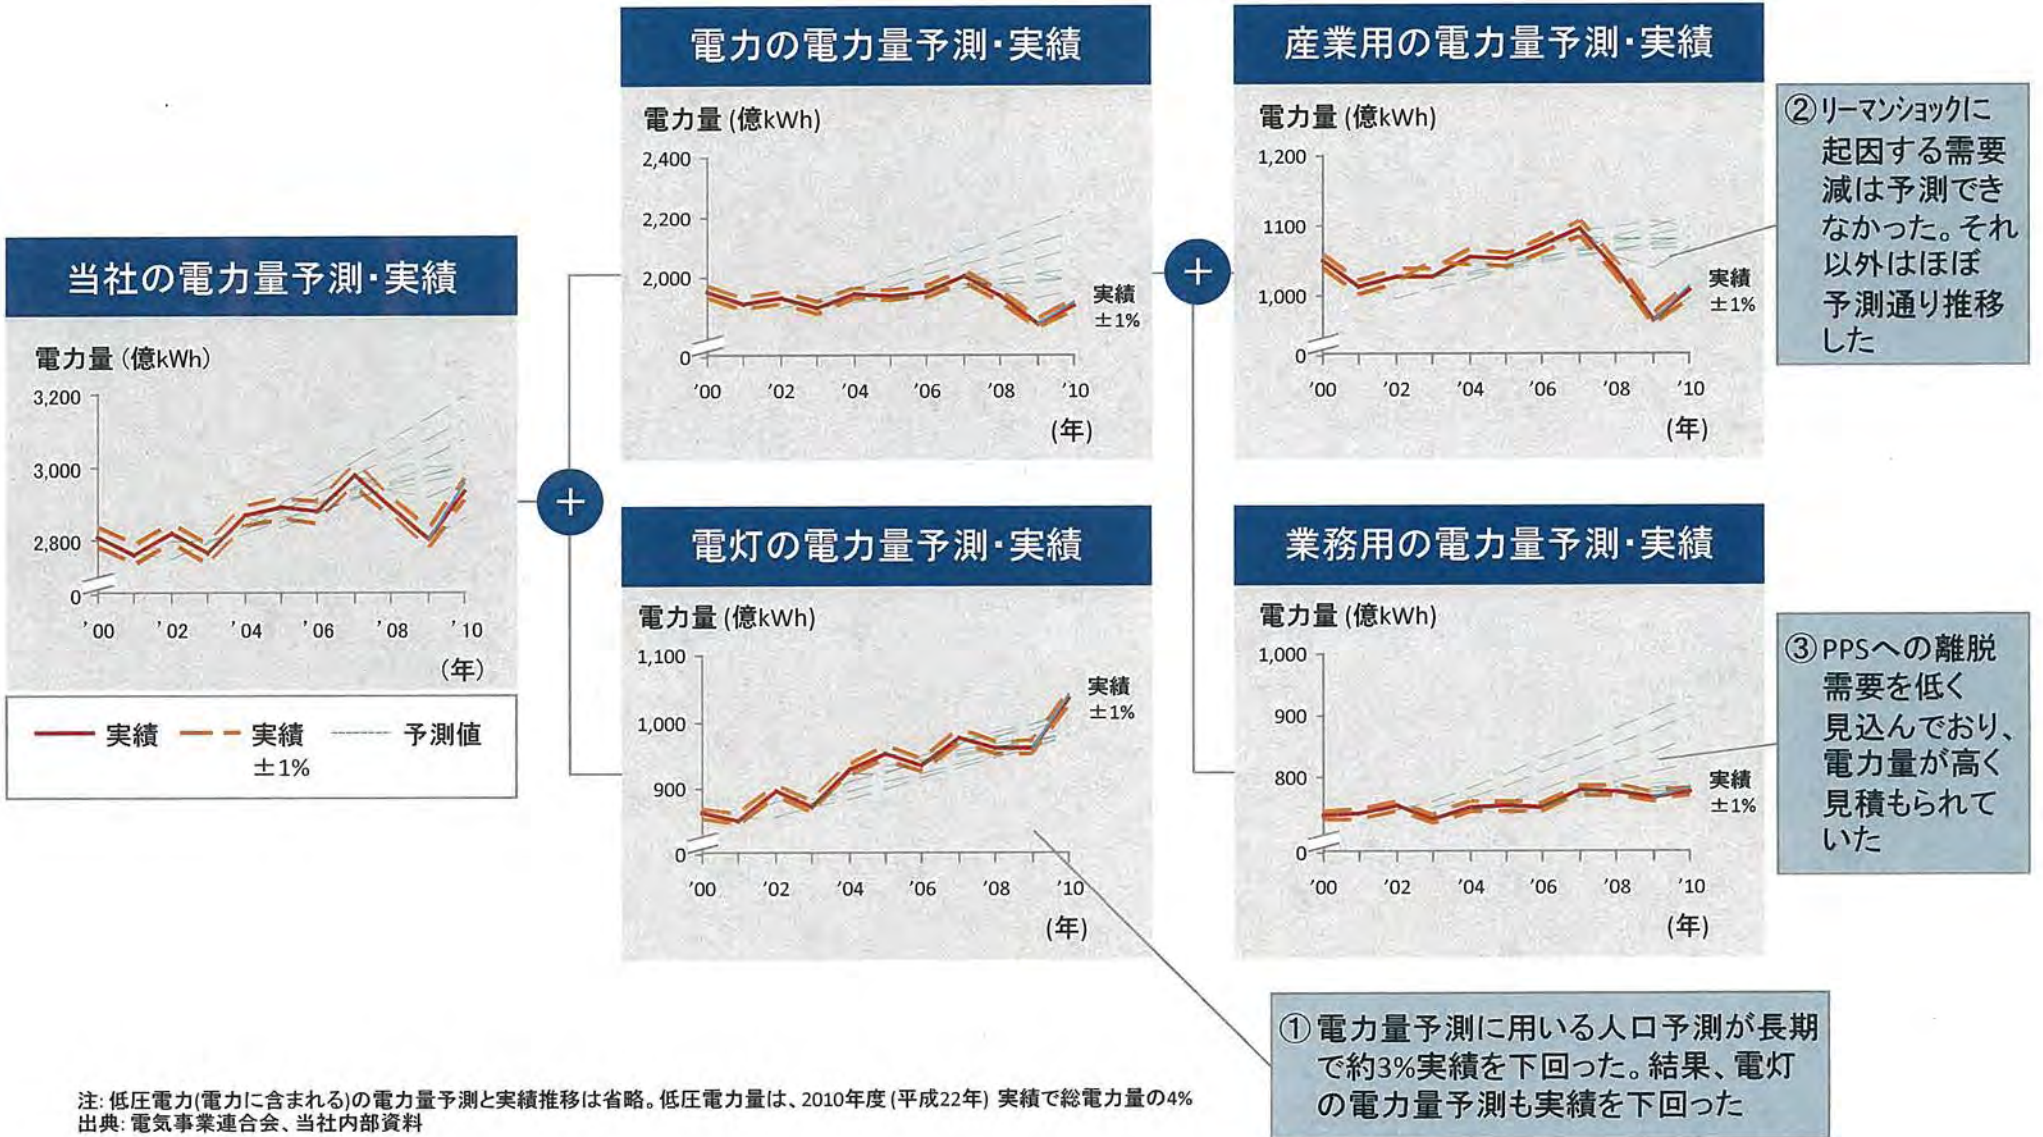 当社の電力量予測・実績
電力量 (億kWh)
3,200
3,000
2,800
0
'00 '02 '04 '06 '08 '10
(年)
実績 実績 予測値
±1%
電力の電力量予測・実績
電力量 (億kWh)
2,400
2,200
2,000
0
実績
±1%
'00 '02 '04 '06 '08 '10
(年)
電灯の電力量予測・実績
電力量 (億kWh)
1,100
1,000
900
0
実績
±1%
'00 '02 '04 '06 '08 '10
(年)
産業用の電力量予測・実績
電力量 (億kWh)
1,200
1100
1,000
0
実績
±1%
'00 '02 '04 '06 '08 '10
(年)
業務用の電力量予測・実績
電力量 (億kWh)
1,000
900
800
0
実績
±1%
'00 '02 '04 '06 '08 '10
(年)
②リーマンショックに
起因する需要
減は予測でき
なかった。それ
以外はほぼ
予測通り推移
した
③PPSへの離脱
需要を低く
見込んでおり、
電力量が高く
見積もられて
いた
①電力量予測に用いる人口予測が長期
で約3%実績を下回った。結果、電灯
の電力量予測も実績を下回った
注: 低圧電力(電力に含まれる)の電力量予測と実績推移は省略。低圧電力量は、2010年度 (平成22年) 実績で総電力量の4%
出典: 電気事業連合会、当社内部資料